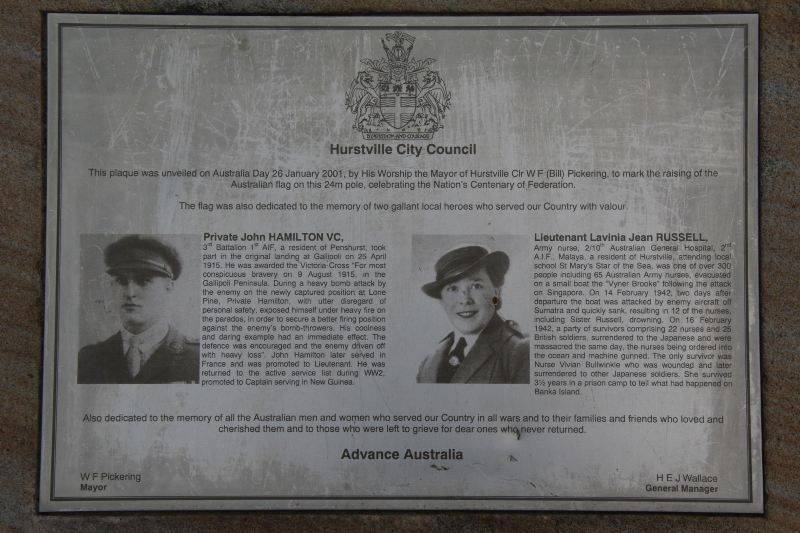 BY WISDOM AND COURAGE
Hurstville City Council
This plaque was unveiled on Australia Day 26 January 2001, by His Worship the Mayor of Hurstville Clr W F (Bill) Pickering, to mark the raising of the
Australian flag on this 24m pole, celebrating the Nation's Centenary of Federation.
The flag was also dedicated to the memory of two gallant local heroes who served our Country with valour.
Private John HAMILTON VC,
3rd Battalion 1st AIF, a resident of Penshurst, took
part in the original landing at Gallipoli on 25 April
1915. He was awarded the Victoria Cross "For most
conspicuous bravery on 9 August 1915, in the
Gallipoli Peninsula. During a heavy bomb attack by
the enemy on the newly captured position at Lone
Pine, Private Hamilton, with utter disregard of
personal safety, exposed himself under heavy fire on
the parados, in order to secure a better firing position
against the enemy's bomb-throwers. His coolness
and daring example had an immediate effect. The
defence was encouraged and the enemy driven off
with heavy loss". John Hamilton later served in
France and was promoted to Lieutenant. He was
returned to the active service list during WW2,
promoted to Captain serving in New Guinea.
Lieutenant Lavinia Jean RUSSELL,
Army nurse, 2/10th Australian General Hospital, 2nd
A.I.F., Malaya, a resident of Hurstville, attending local
school St Mary's Star of the Sea, was one of over 300
people including 65 Australian Army nurses, evacuated
on a small boat the "Vyner Brooke" following the attack
on Singapore. On 14 February 1942, two days after
departure the boat was attacked by enemy aircraft off
Sumatra and quickly sank, resulting in 12 of the nurses,
including Sister Russell, drowning. On 16 February
1942, a party of survivors comprising 22 nurses and 25
British soldiers, surrendered to the Japanese and were
massacred the same day, the nurses being ordered into
the ocean and machine gunned. The only survivor was
Nurse Vivian Bullwinkle who was wounded and later
surrendered to other Japanese soldiers. She survived
3½ years in a prison camp to tell what had happened on
Banka Island.
Also dedicated to the memory of all the Australian men and women who served our Country in all wars and to their families and friends who loved and
cherished them and to those who were left to grieve for dear ones who never returned.
Advance Australia
W F Pickering
Mayor
H E J Wallace
General Manager